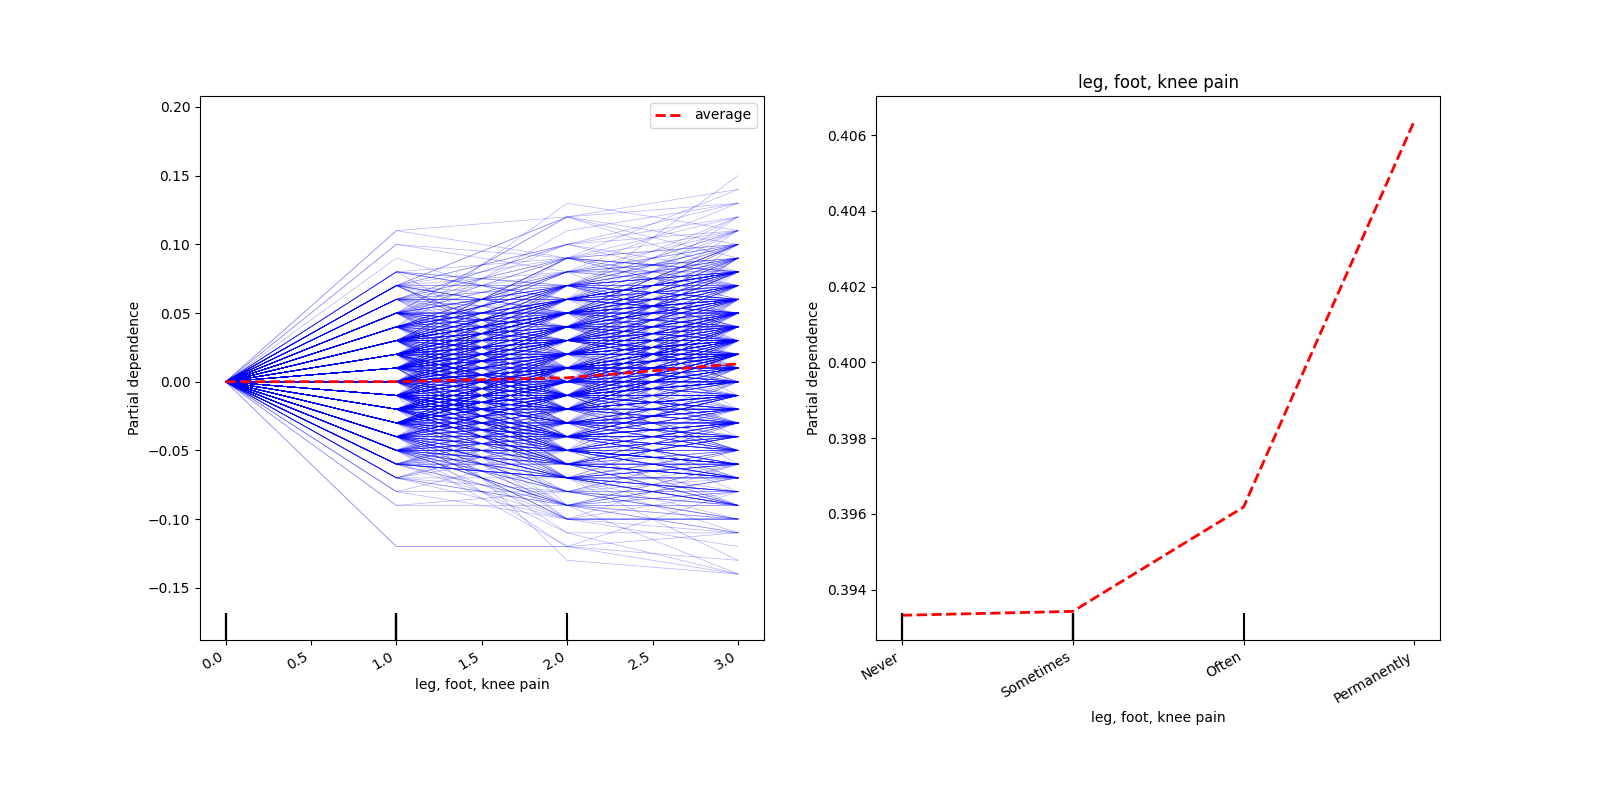 average
0.20
0.15
0.10
0.05
0.00
−0.05
−0.10
−0.15
Partial dependence
0.0 0.5 1.0 1.5 2.0 2.5 3.0
leg, foot, knee pain
leg, foot, knee pain
0.406
0.404
0.402
0.400
0.398
0.396
0.394
Partial dependence
Never Sometimes Often Permanently
leg, foot, knee pain